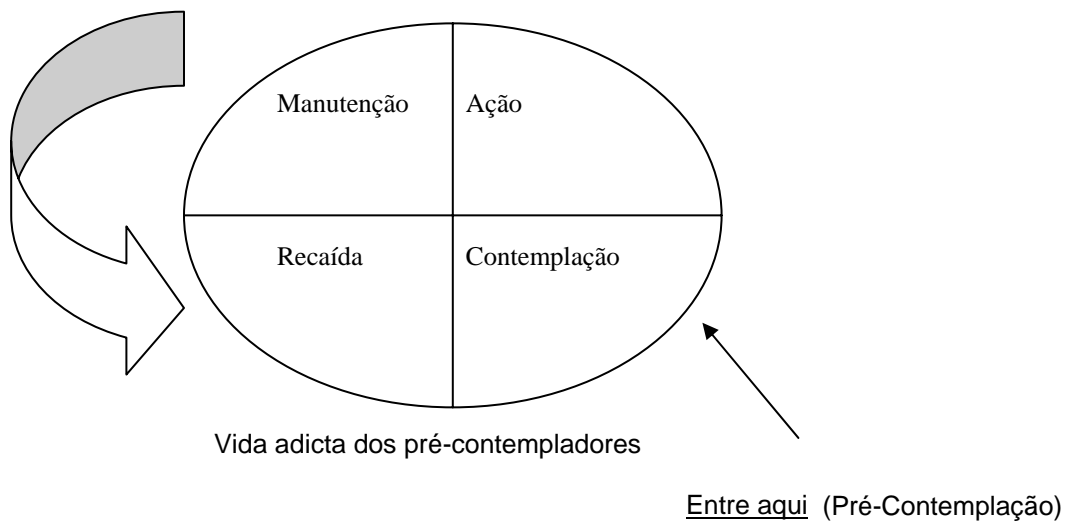 Manutenção Ação
Recaída Contemplação
Vida adicta dos pré-contempladores
Entre aqui (Pré-Contemplação)